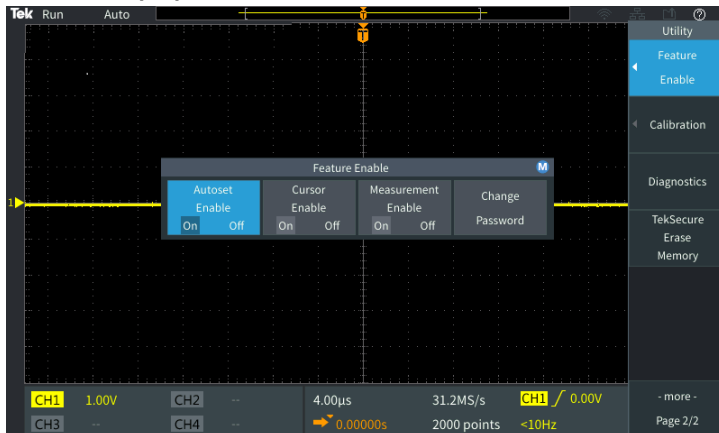 Tek Run Auto
T
Utility
Feature
Enable
Calibration
Diagnostics
TekSecure
Erase
Memory
- more -
Page 2/2
Feature Enable M
Autoset
Enable
On Off
Cursor
Enable
On Off
Measurement
Enable
On Off
Change
Password
1
CH1 1.00V CH2 -- 4.00µs 31.2MS/s CH1 0.00V
CH3 -- CH4 -- 0.00000s 2000 points <10Hz